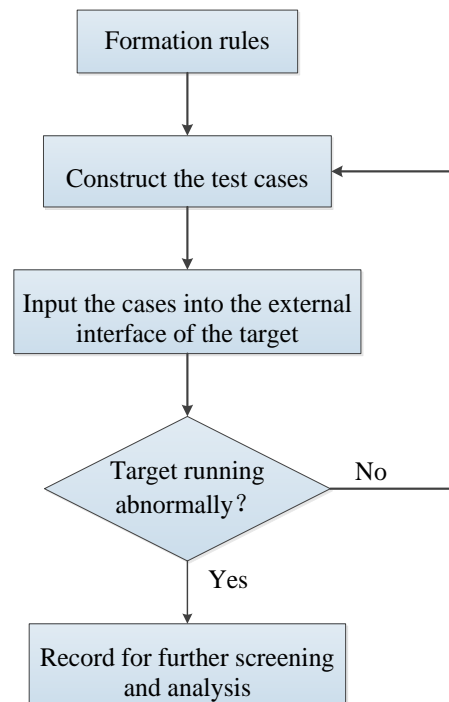 Formation rules
Construct the test cases
Input the cases into the external
interface of the target
Target running
abnormally？
No
Yes
Record for further screening
and analysis